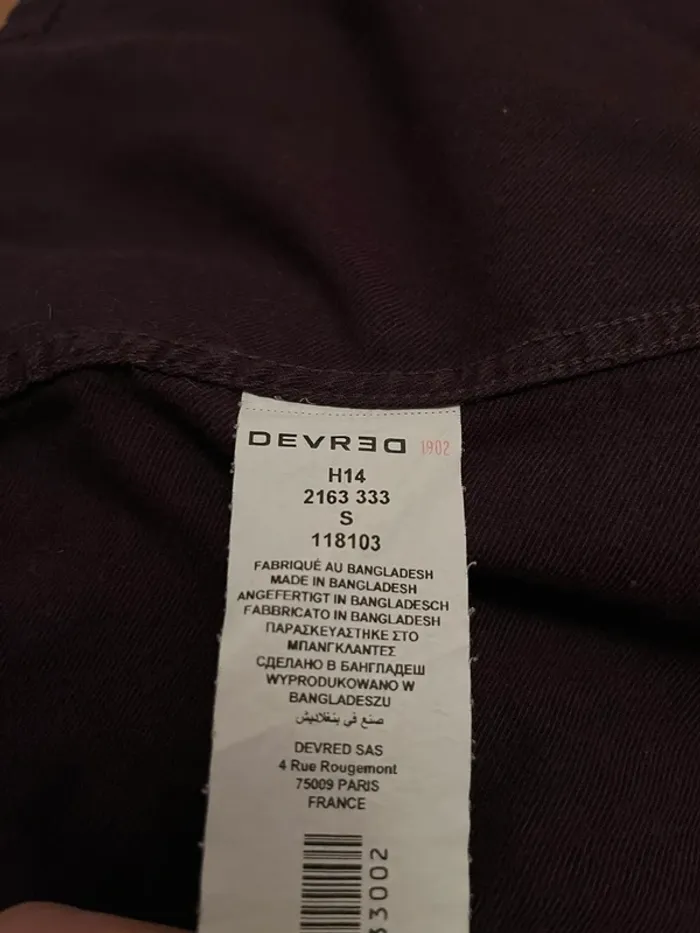 DEVRED 1902
H14
2163 333
S
118103
FABRIQUÉ AU BANGLADESH
MADE IN BANGLADESH
ANGEFERTIGT IN BANGLADESCH
FABBRICATO IN BANGLADESH
ΠΑΡΑΣΚΕΥΑΣΤΗΚΕ ΣΤΟ
ΜΠΑΝΓΚΛΑΝΤΕΣ
СДЕЛАНО В БАНГЛАДЕШ
WYPRODUKOWANO W
BANGLADESZU
صنع في بنغلاديش
DEVRED SAS
4 Rue Rougemont
75009 PARIS
FRANCE
33002